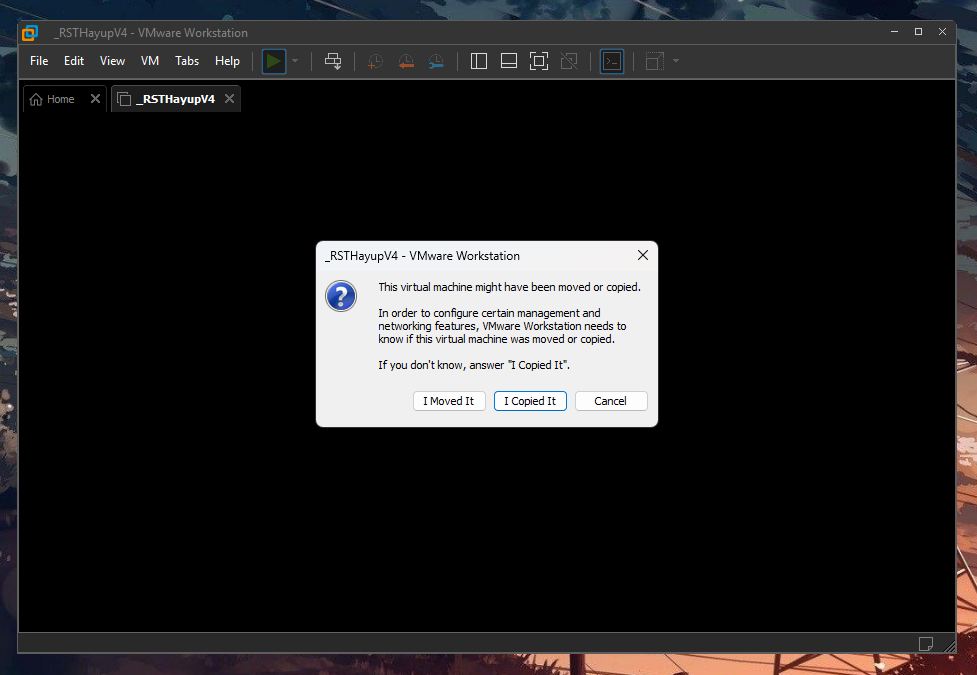 _RSTHayupV4 - VMware Workstation
File Edit View VM Tabs Help
Home _RSTHayupV4
_RSTHayupV4 - VMware Workstation
This virtual machine might have been moved or copied.
In order to configure certain management and
networking features, VMware Workstation needs to
know if this virtual machine was moved or copied.
If you don't know, answer "I Copied It".
I Moved It I Copied It Cancel